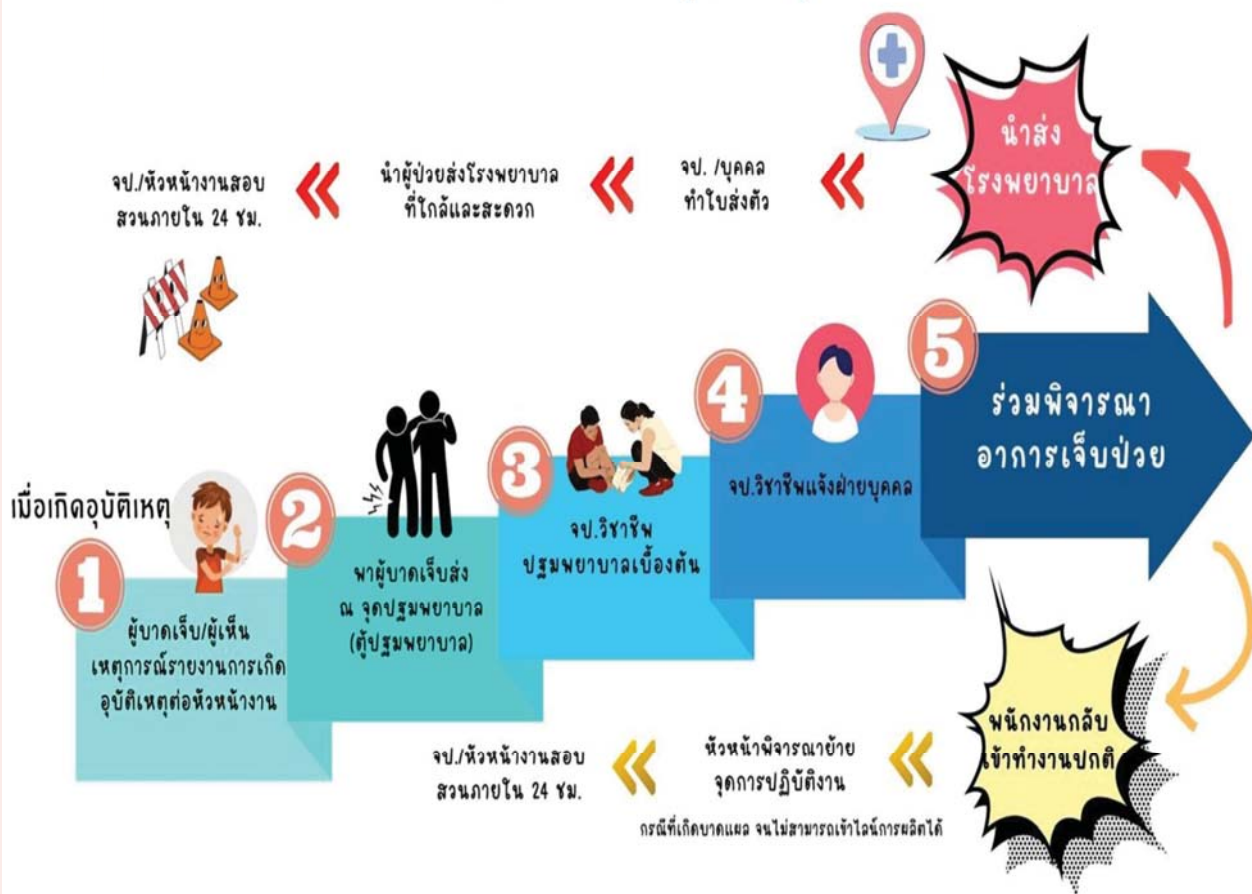 เมื่อเกิดอุบัติเหตุ
1
ผู้บาดเจ็บ/ผู้เห็น
เหตุการณ์รายงานการเกิด
อุบัติเหตุต่อหัวหน้างาน
2
พาผู้บาดเจ็บส่ง
ณ จุดปฐมพยาบาล
(ตู้ปฐมพยาบาล)
3
จป.วิชาชีพ
ปฐมพยาบาลเบื้องต้น
4
จป.วิชาชีพแจ้งฝ่ายบุคคล
5
ร่วมพิจารณา
อาการเจ็บป่วย
นำส่ง
โรงพยาบาล
จป. /บุคคล
ทำใบส่งตัว
นำผู้ป่วยส่งโรงพยาบาล
ที่ใกล้และสะดวก
จป./หัวหน้างานสอบ
สวนภายใน 24 ชม.
พนักงานกลับ
เข้าทำงานปกติ
หัวหน้าพิจารณาย้าย
จุดการปฏิบัติงาน
กรณีที่เกิดบาดแผล จนไม่สามารถเข้าไลน์การผลิตได้
จป./หัวหน้างานสอบ
สวนภายใน 24 ชม.